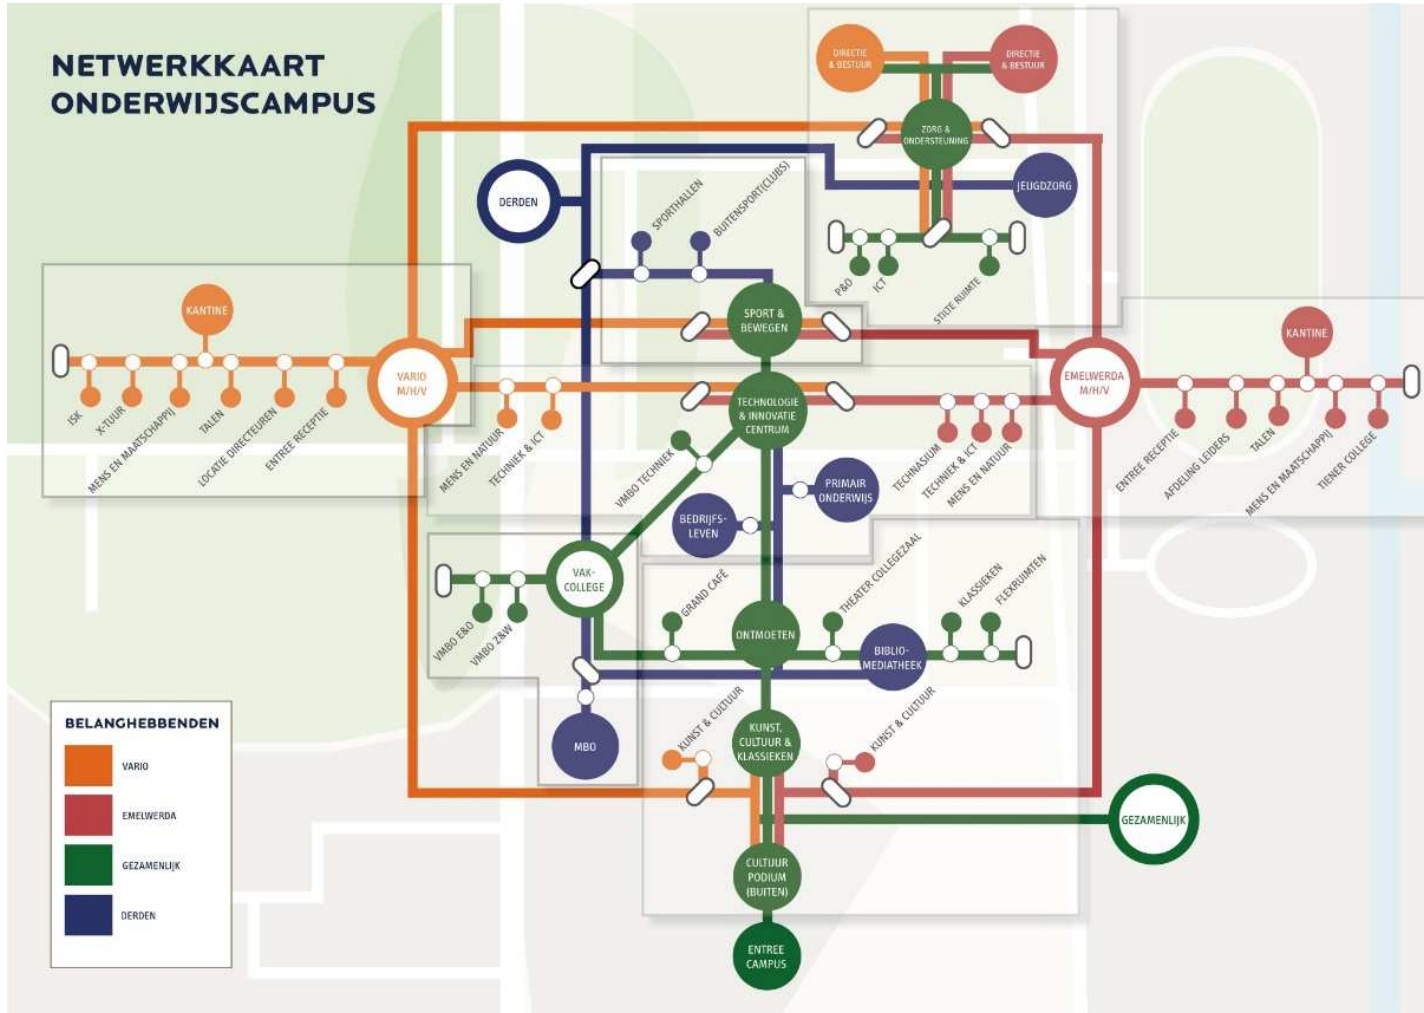 NETWERKKAART
ONDERWIJSCAMPUS
DIRECTIE
& BESTUUR
DIRECTIE
& BESTUUR
ZORG &
ONDERSTEUNING
DERDEN
JEUGDZORG
SPORTHALLEN
BUITENSPORT(CLUBS)
P&O
ICT
STILTE RUIMTE
SPORT &
BEWEGEN
KANTINE
KANTINE
VARIO
M/H/V
EMELWERDA
M/H/V
ISK
X-TUUR
MENS EN MAATSCHAPPIJ
TALEN
LOCATIE DIRECTEUREN
ENTREE RECEPTIE
MENS EN NATUUR
TECHNIEK & ICT
TECHNOLOGIE
& INNOVATIE
CENTRUM
TECHNASIUM
TECHNIEK & ICT
MENS EN NATUUR
ENTREE RECEPTIE
AFDELING LEIDERS
TALEN
MENS EN MAATSCHAPPIJ
TIENER COLLEGE
VMBO TECHNIEK
PRIMAIR
ONDERWIJS
BEDRIJFS-
LEVEN
VAK-
COLLEGE
VMBO E&O
VMBO Z&W
GRAND CAFÉ
THEATER COLLEGEZAAL
KLASSIEKEN
FLEXRUIMTEN
ONTMOETEN
BIBLIO-
MEDIATHEEK
KUNST & CULTUUR
KUNST & CULTUUR
KUNST,
CULTUUR &
KLASSIEKEN
MBO
GEZAMENLIJK
CULTUUR
PODIUM
(BUITEN)
ENTREE
CAMPUS
BELANGHEBBENDEN
VARIO
EMELWERDA
GEZAMENLIJK
DERDEN